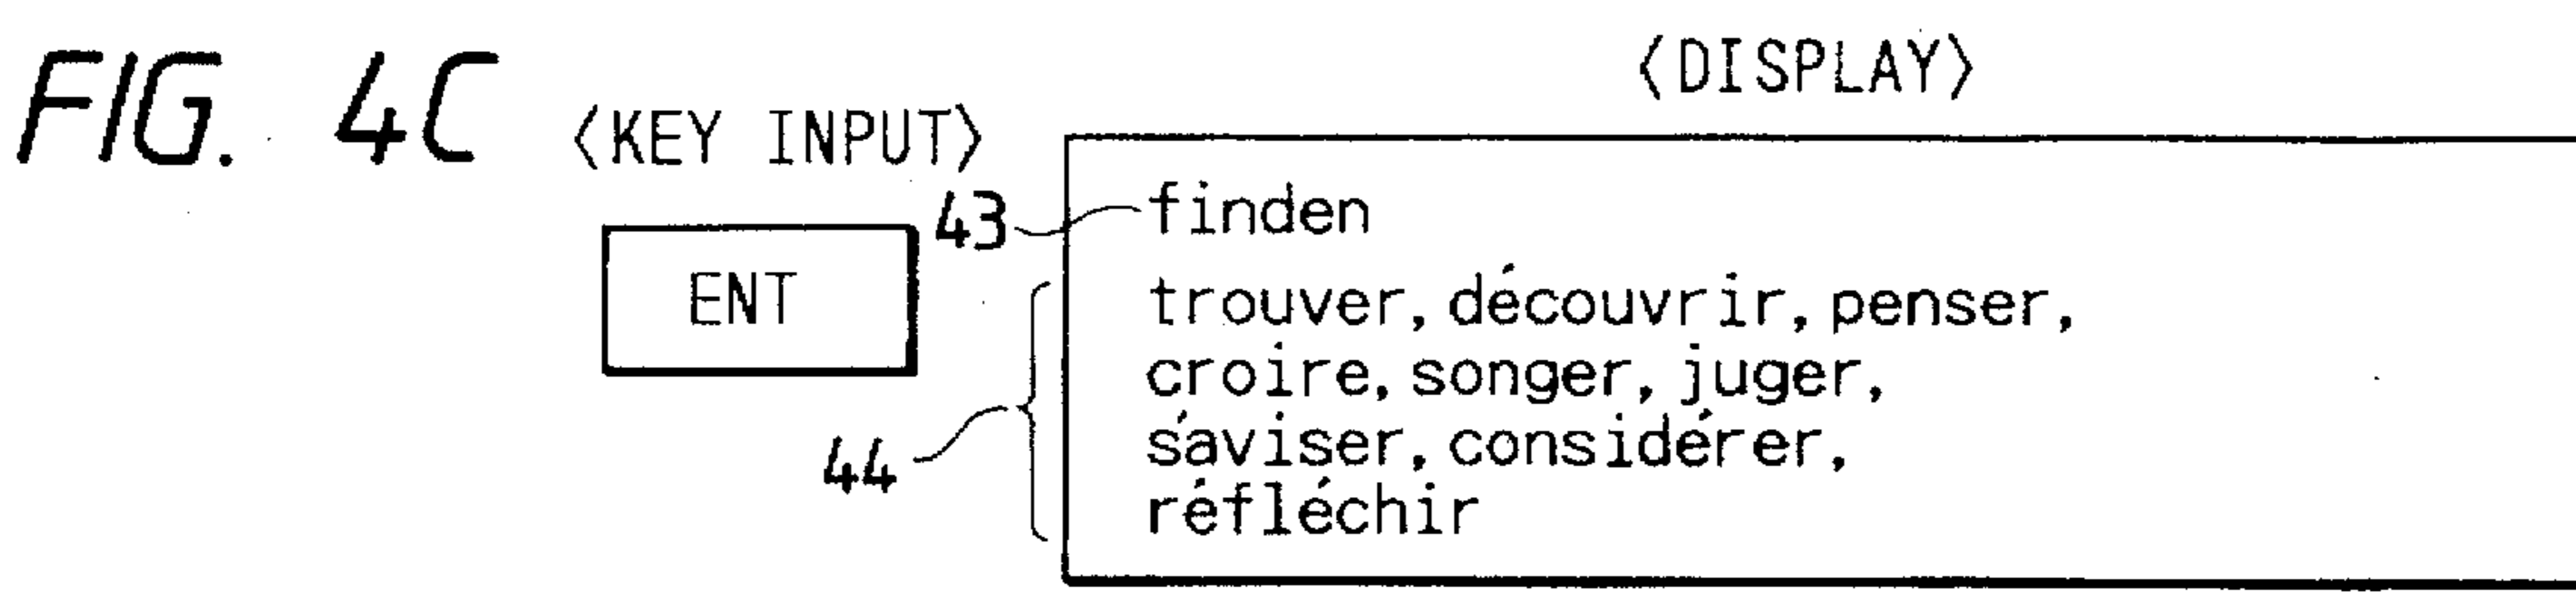 FIG. 4C
〈KEY INPUT〉
〈DISPLAY〉
ENT
43
finden
44
trouver, découvrir, penser,
croire, songer, juger,
s'aviser, considérer,
réfléchir